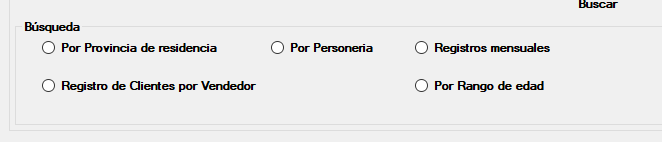 Buscar
Búsqueda
Por Provincia de residencia
Por Personeria
Registros mensuales
Registro de Clientes por Vendedor
Por Rango de edad